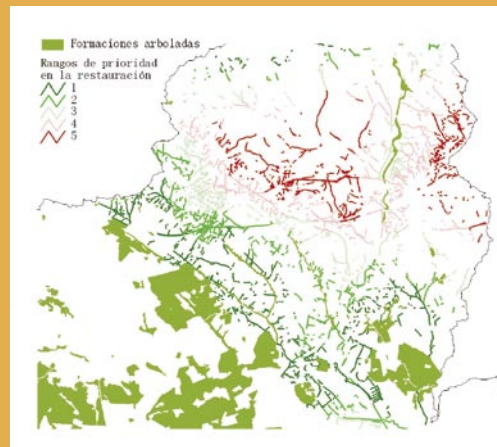 Formaciones arboladas
Rangos de prioridad
en la restauración
1
2
3
4
5